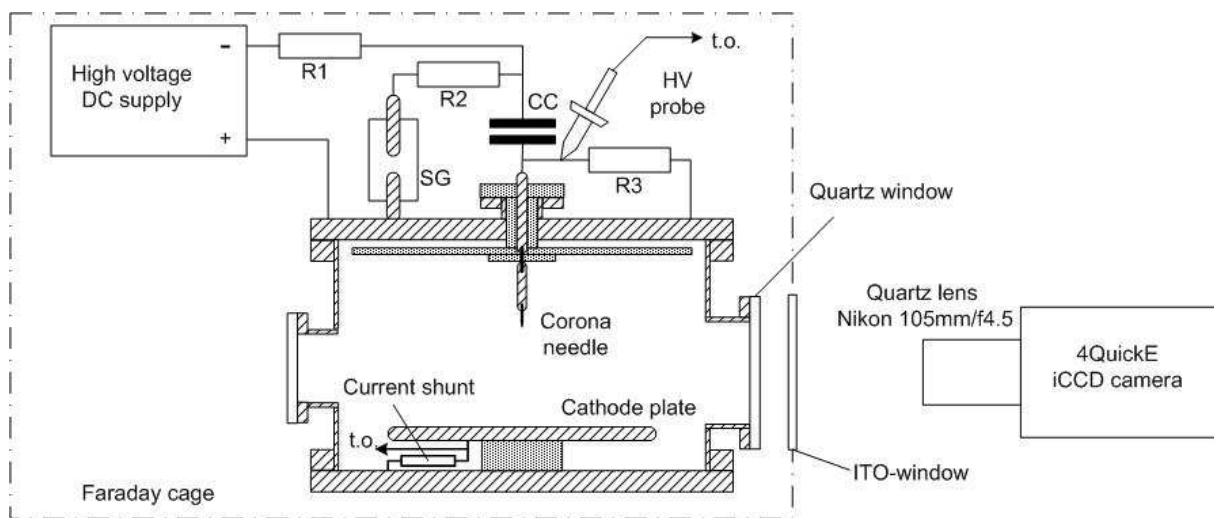 High voltage
DC supply
-
+
R1
R2
CC
SG
t.o.
HV
probe
R3
Quartz window
Quartz lens
Nikon 105mm/f4.5
4QuickE
iCCD camera
Corona
needle
Current shunt
Cathode plate
t.o.
ITO-window
Faraday cage